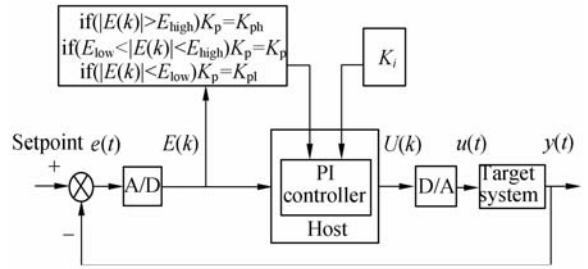 if(|E(k)|>E_high)K_p=K_ph
if(E_low<|E(k)|<E_high)K_p=K_p
if(|E(k)|<E_low)K_p=K_pl
K_i
Setpoint e(t) E(k) U(k) u(t) y(t)
+
A/D
PI
controller
Host
D/A
Target
system
−